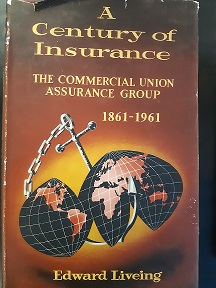 A
Century of
Insurance
THE COMMERCIAL UNION
ASSURANCE GROUP
1861-1961
Edward Liveing